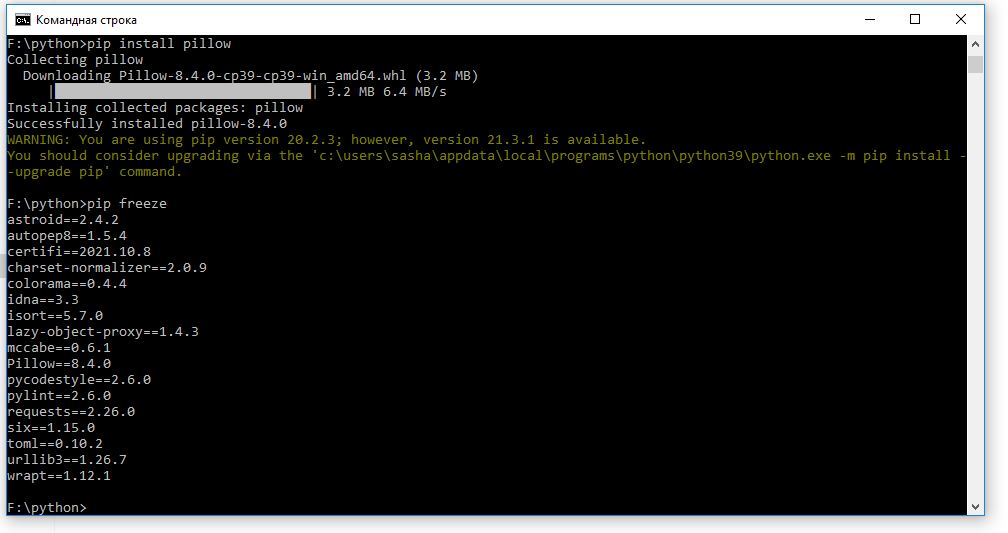 Командная строка
F:\python>pip install pillow
Collecting pillow
  Downloading Pillow-8.4.0-cp39-cp39-win_amd64.whl (3.2 MB)
     |████████████████████████████████| 3.2 MB 6.4 MB/s
Installing collected packages: pillow
Successfully installed pillow-8.4.0
WARNING: You are using pip version 20.2.3; however, version 21.3.1 is available.
You should consider upgrading via the 'c:\users\sasha\appdata\local\programs\python\python39\python.exe -m pip install -
-upgrade pip' command.
F:\python>pip freeze
astroid==2.4.2
autopep8==1.5.4
certifi==2021.10.8
charset-normalizer==2.0.9
colorama==0.4.4
idna==3.3
isort==5.7.0
lazy-object-proxy==1.4.3
mccabe==0.6.1
Pillow==8.4.0
pycodestyle==2.6.0
pylint==2.6.0
requests==2.26.0
six==1.15.0
toml==0.10.2
urllib3==1.26.7
wrapt==1.12.1
F:\python>